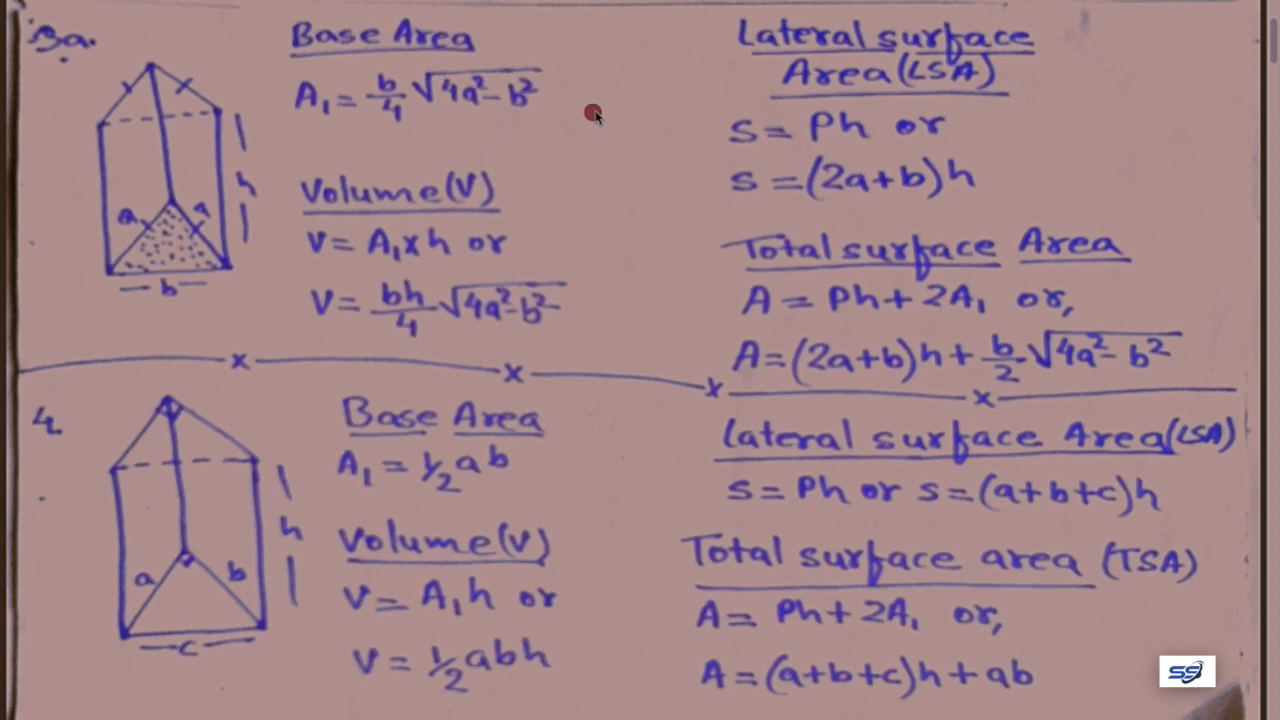 3a.
Base Area
A₁ = b/4 √4a²-b²
Volume(V)
V= A₁xh or
V= bh/4 √4a²-b²
Lateral surface
Area(LSA)
s= Ph or
s =(2a+b)h
Total surface Area
A = Ph+2A₁ or,
A=(2a+b)h+ b/2 √4a²-b²
a a
b
h
4.
Base Area
A₁ = ½ab
Volume(V)
V= A₁h or
V = ½abh
Lateral surface Area(LSA)
s= Ph or s=(a+b+c)h
Total surface area (TSA)
A= Ph+2A₁ or,
A=(a+b+c)h+ab
a b
c
h
SS